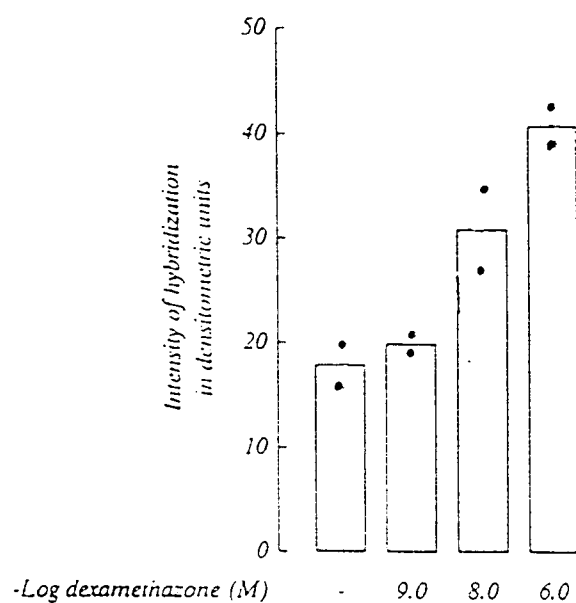 50
40
30
20
10
0
Intensity of hybridization
in densitometric units
-Log dexamethazone (M) - 9.0 8.0 6.0